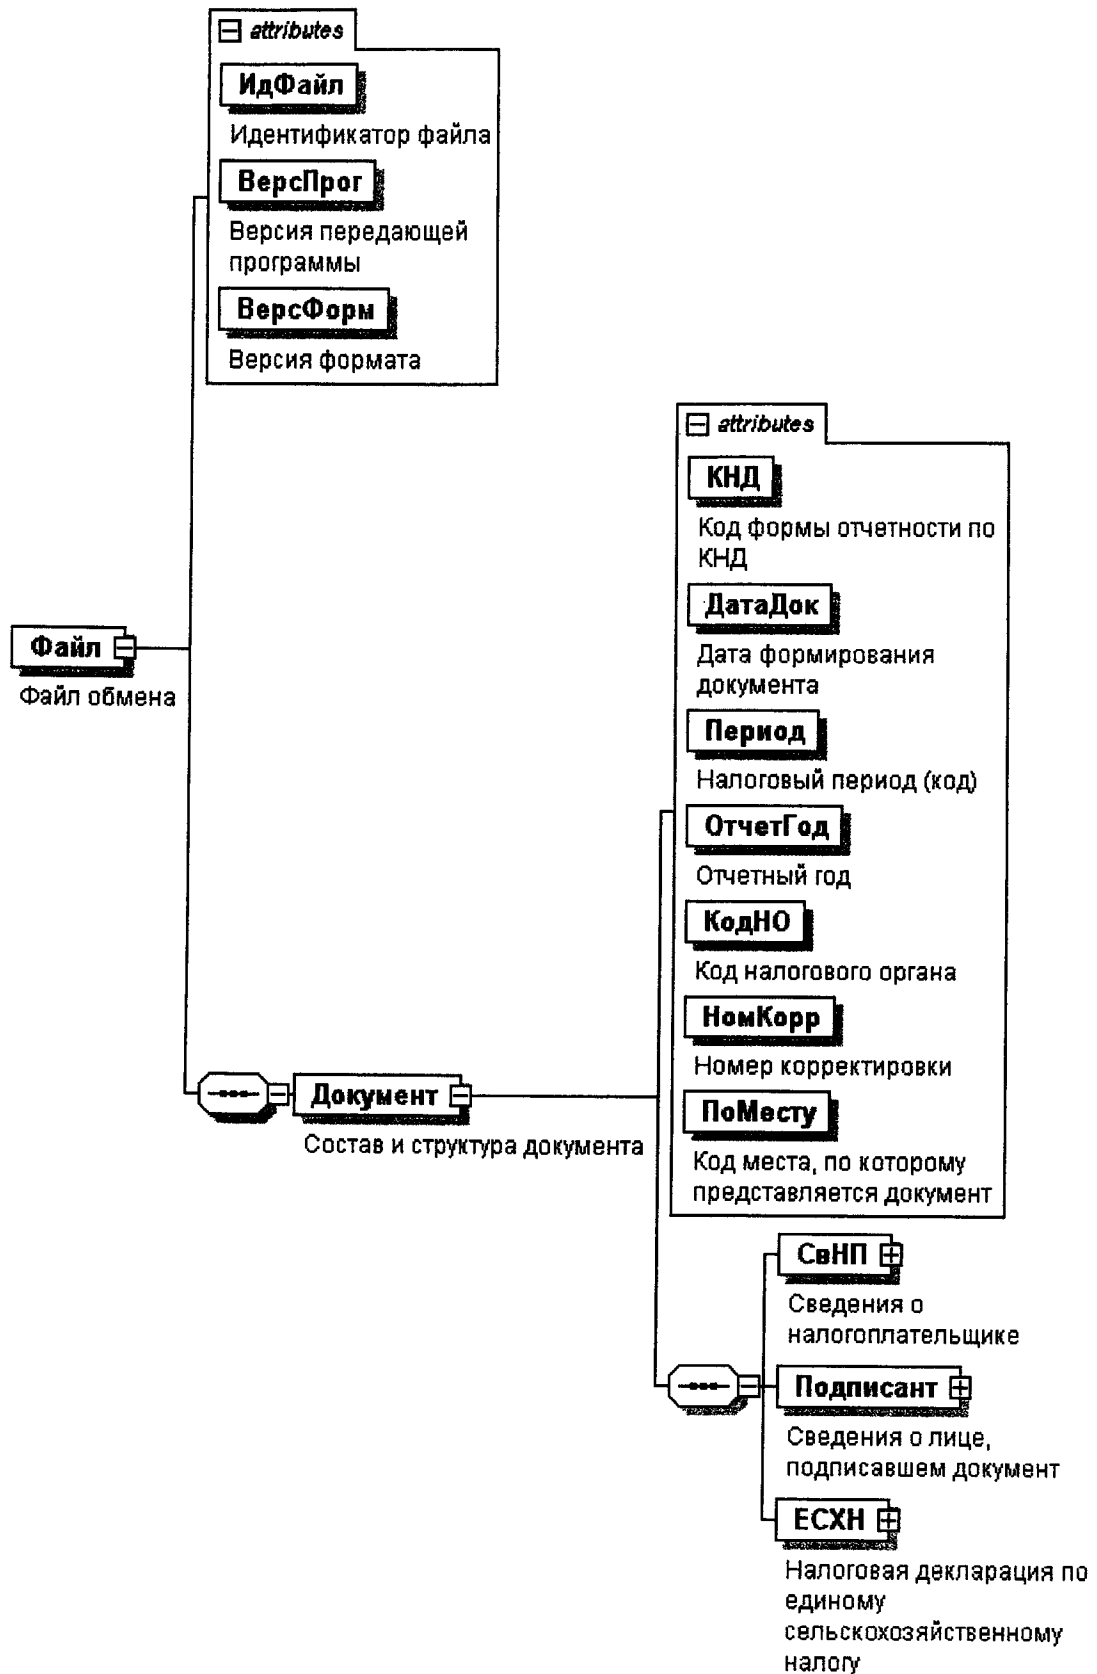 attributes
ИдФайл
Идентификатор файла
ВерсПрог
Версия передающей
программы
ВерсФорм
Версия формата
Файл
Файл обмена
Документ
Состав и структура документа
attributes
КНД
Код формы отчетности по
КНД
ДатаДок
Дата формирования
документа
Период
Налоговый период (код)
ОтчетГод
Отчетный год
КодНО
Код налогового органа
НомКорр
Номер корректировки
ПоМесту
Код места, по которому
представляется документ
СвНП
Сведения о
налогоплательщике
Подписант
Сведения о лице,
подписавшем документ
ЕСХН
Налоговая декларация по
единому
сельскохозяйственному
налогу